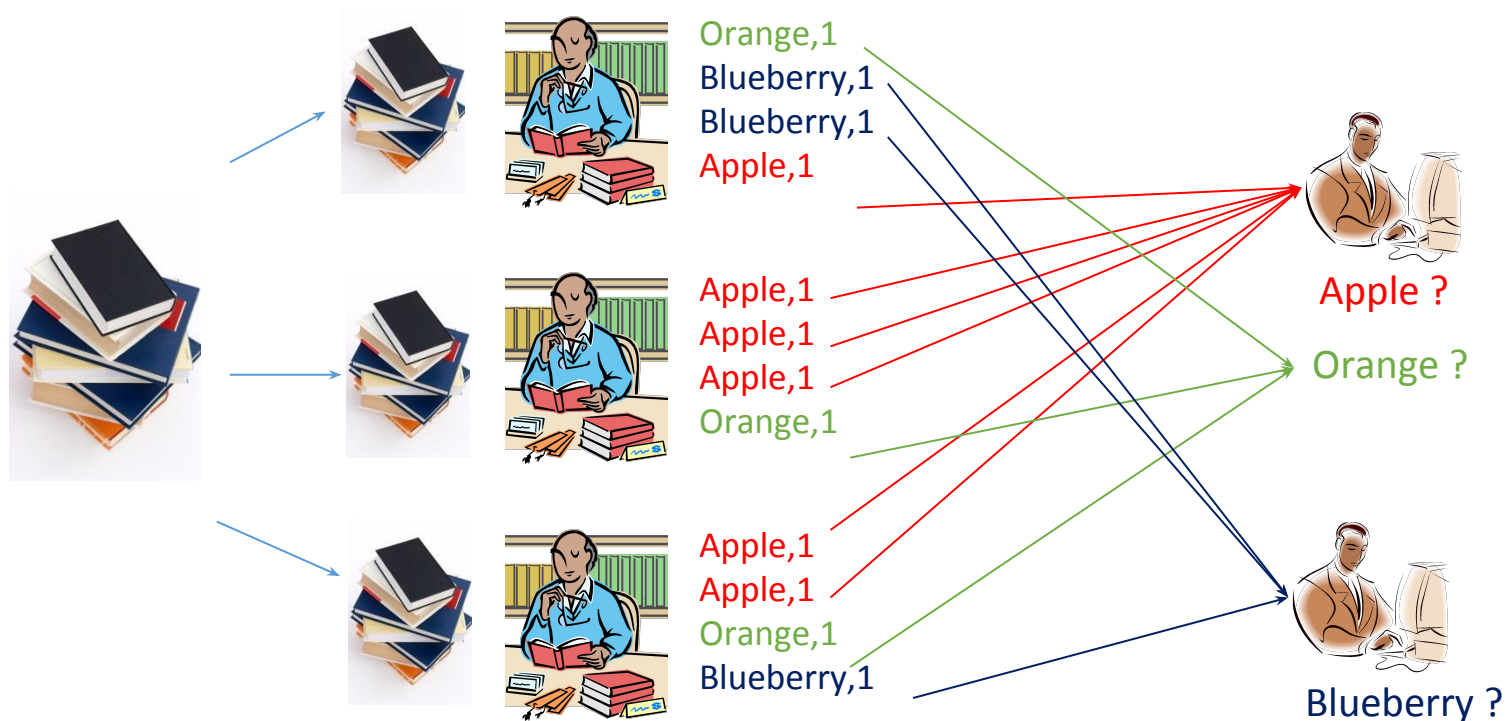 Orange,1
Blueberry,1
Blueberry,1
Apple,1
Apple,1
Apple,1
Apple,1
Orange,1
Apple,1
Apple,1
Orange,1
Blueberry,1
Apple ?
Orange ?
Blueberry ?